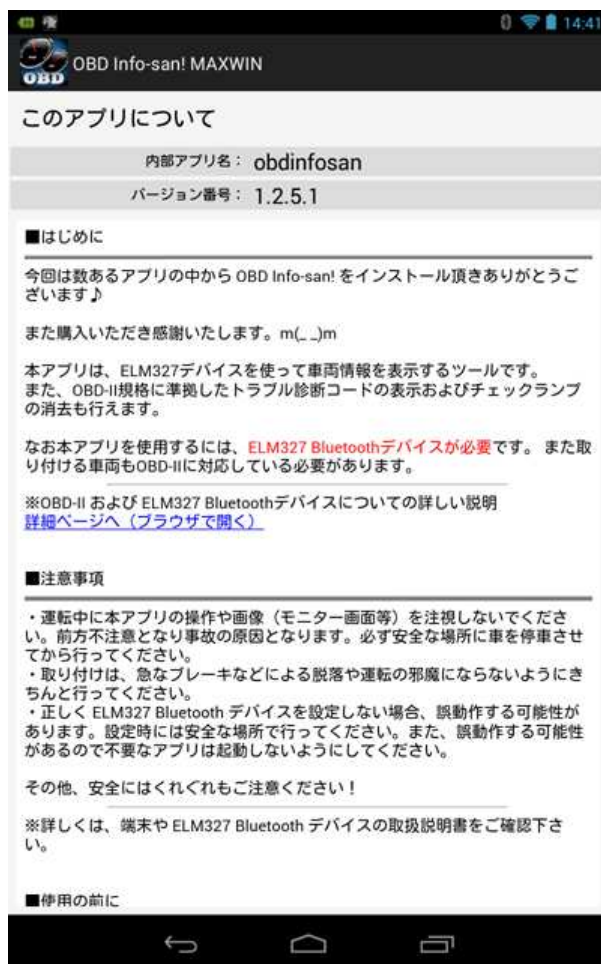 14:41
OBD
OBD Info-san! MAXWIN
このアプリについて
内部アプリ名： obdinfosan
バージョン番号： 1.2.5.1
■はじめに
今回は数あるアプリの中から OBD Info-san! をインストール頂きありがとうご
ざいます♪
また購入いただき感謝いたします。m(_ _)m
本アプリは、ELM327デバイスを使って車両情報を表示するツールです。
また、OBD-II規格に準拠したトラブル診断コードの表示およびチェックランプ
の消去も行えます。
なお本アプリを使用するには、ELM327 Bluetoothデバイスが必要です。 また取
り付ける車両もOBD-IIに対応している必要があります。
※OBD-II および ELM327 Bluetoothデバイスについての詳しい説明
詳細ページへ（ブラウザで開く）
■注意事項
・運転中に本アプリの操作や画像（モニター画面等）を注視しないでくださ
い。前方不注意となり事故の原因となります。必ず安全な場所に車を停車させ
てから行ってください。
・取り付けは、急なブレーキなどによる脱落や運転の邪魔にならないようにき
ちんと行ってください。
・正しく ELM327 Bluetooth デバイスを設定しない場合、誤動作する可能性が
あります。設定時には安全な場所で行ってください。また、誤動作する可能性
があるので不要なアプリは起動しないようにしてください。
その他、安全にはくれぐれもご注意ください！
※詳しくは、端末や ELM327 Bluetooth デバイスの取扱説明書をご確認下さ
い。
■使用の前に